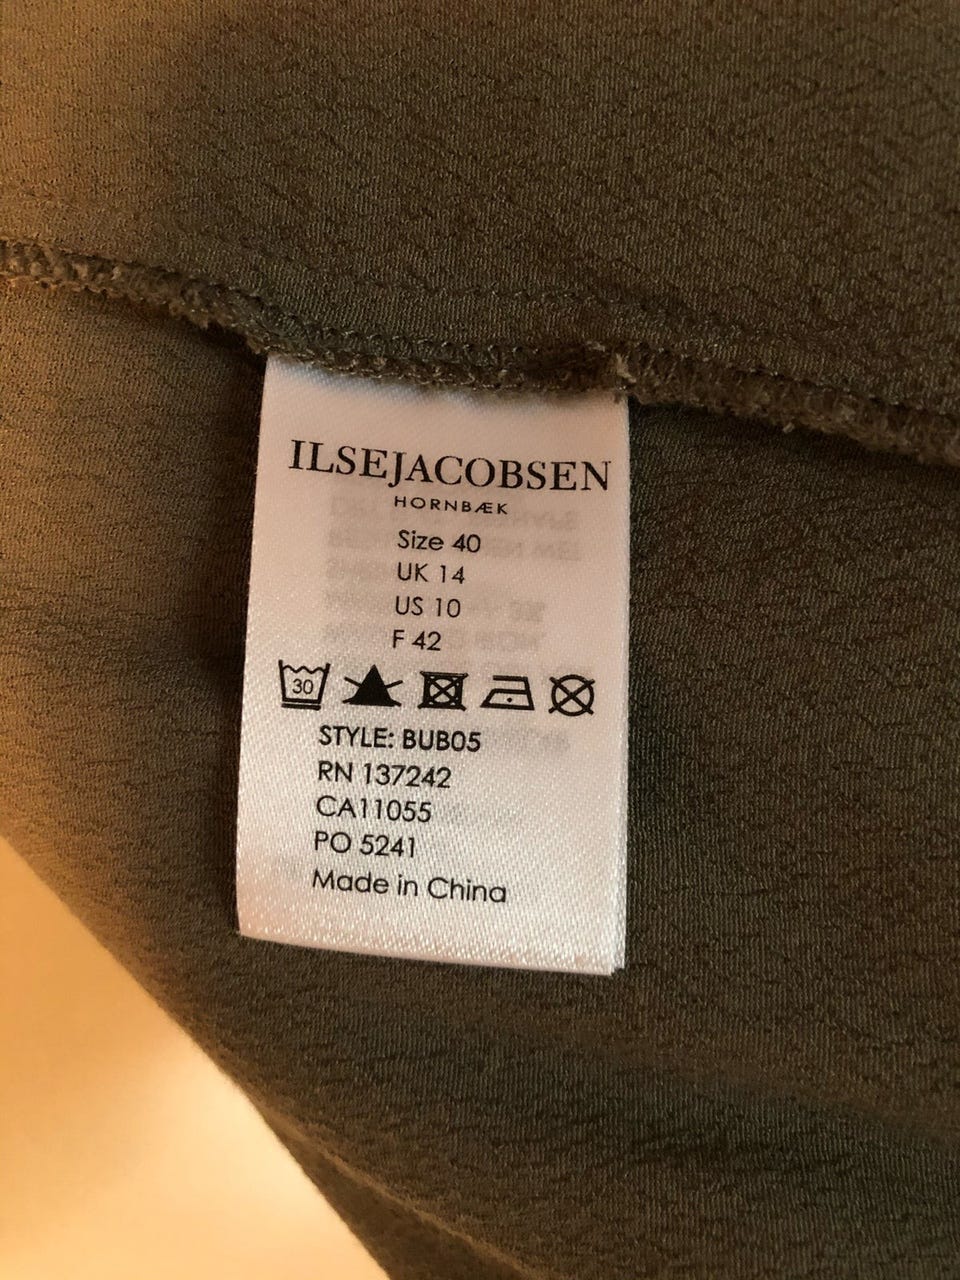 ILSEJACOBSEN
HORNBÆK
Size 40
UK 14
US 10
F 42
30
STYLE: BUB05
RN 137242
CA11055
PO 5241
Made in China